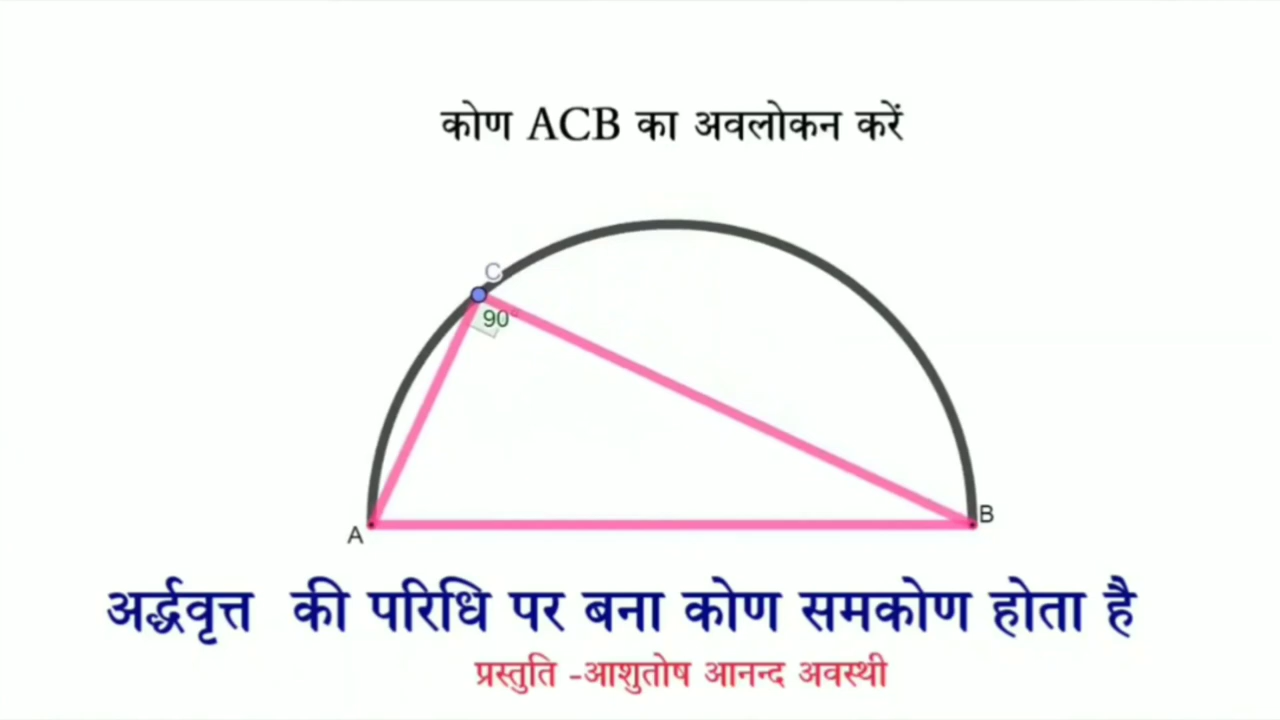 कोण ACB का अवलोकन करें
C
90°
A
B
अर्द्धवृत्त की परिधि पर बना कोण समकोण होता है
प्रस्तुति -आशुतोष आनन्द अवस्थी